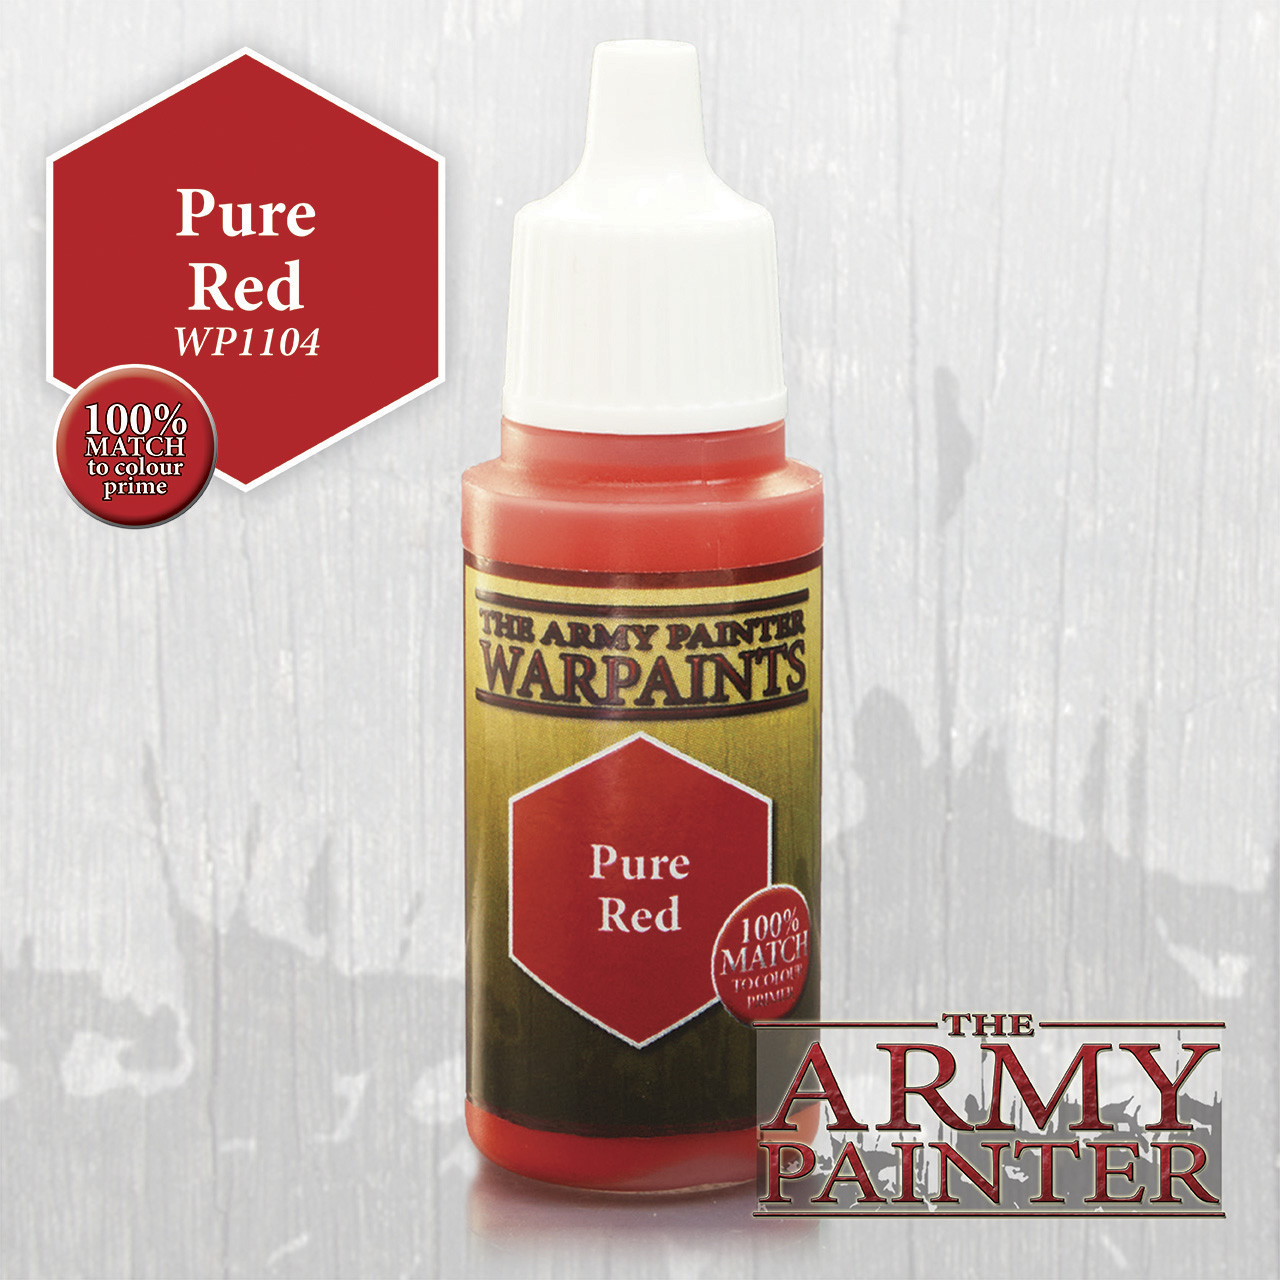 Pure
Red
WP1104
100%
MATCH
to colour
prime
THE ARMY PAINTER
WARPAINTS
Pure
Red
100%
MATCH
TO COLOUR
PRIMER
THE
ARMY
PAINTER